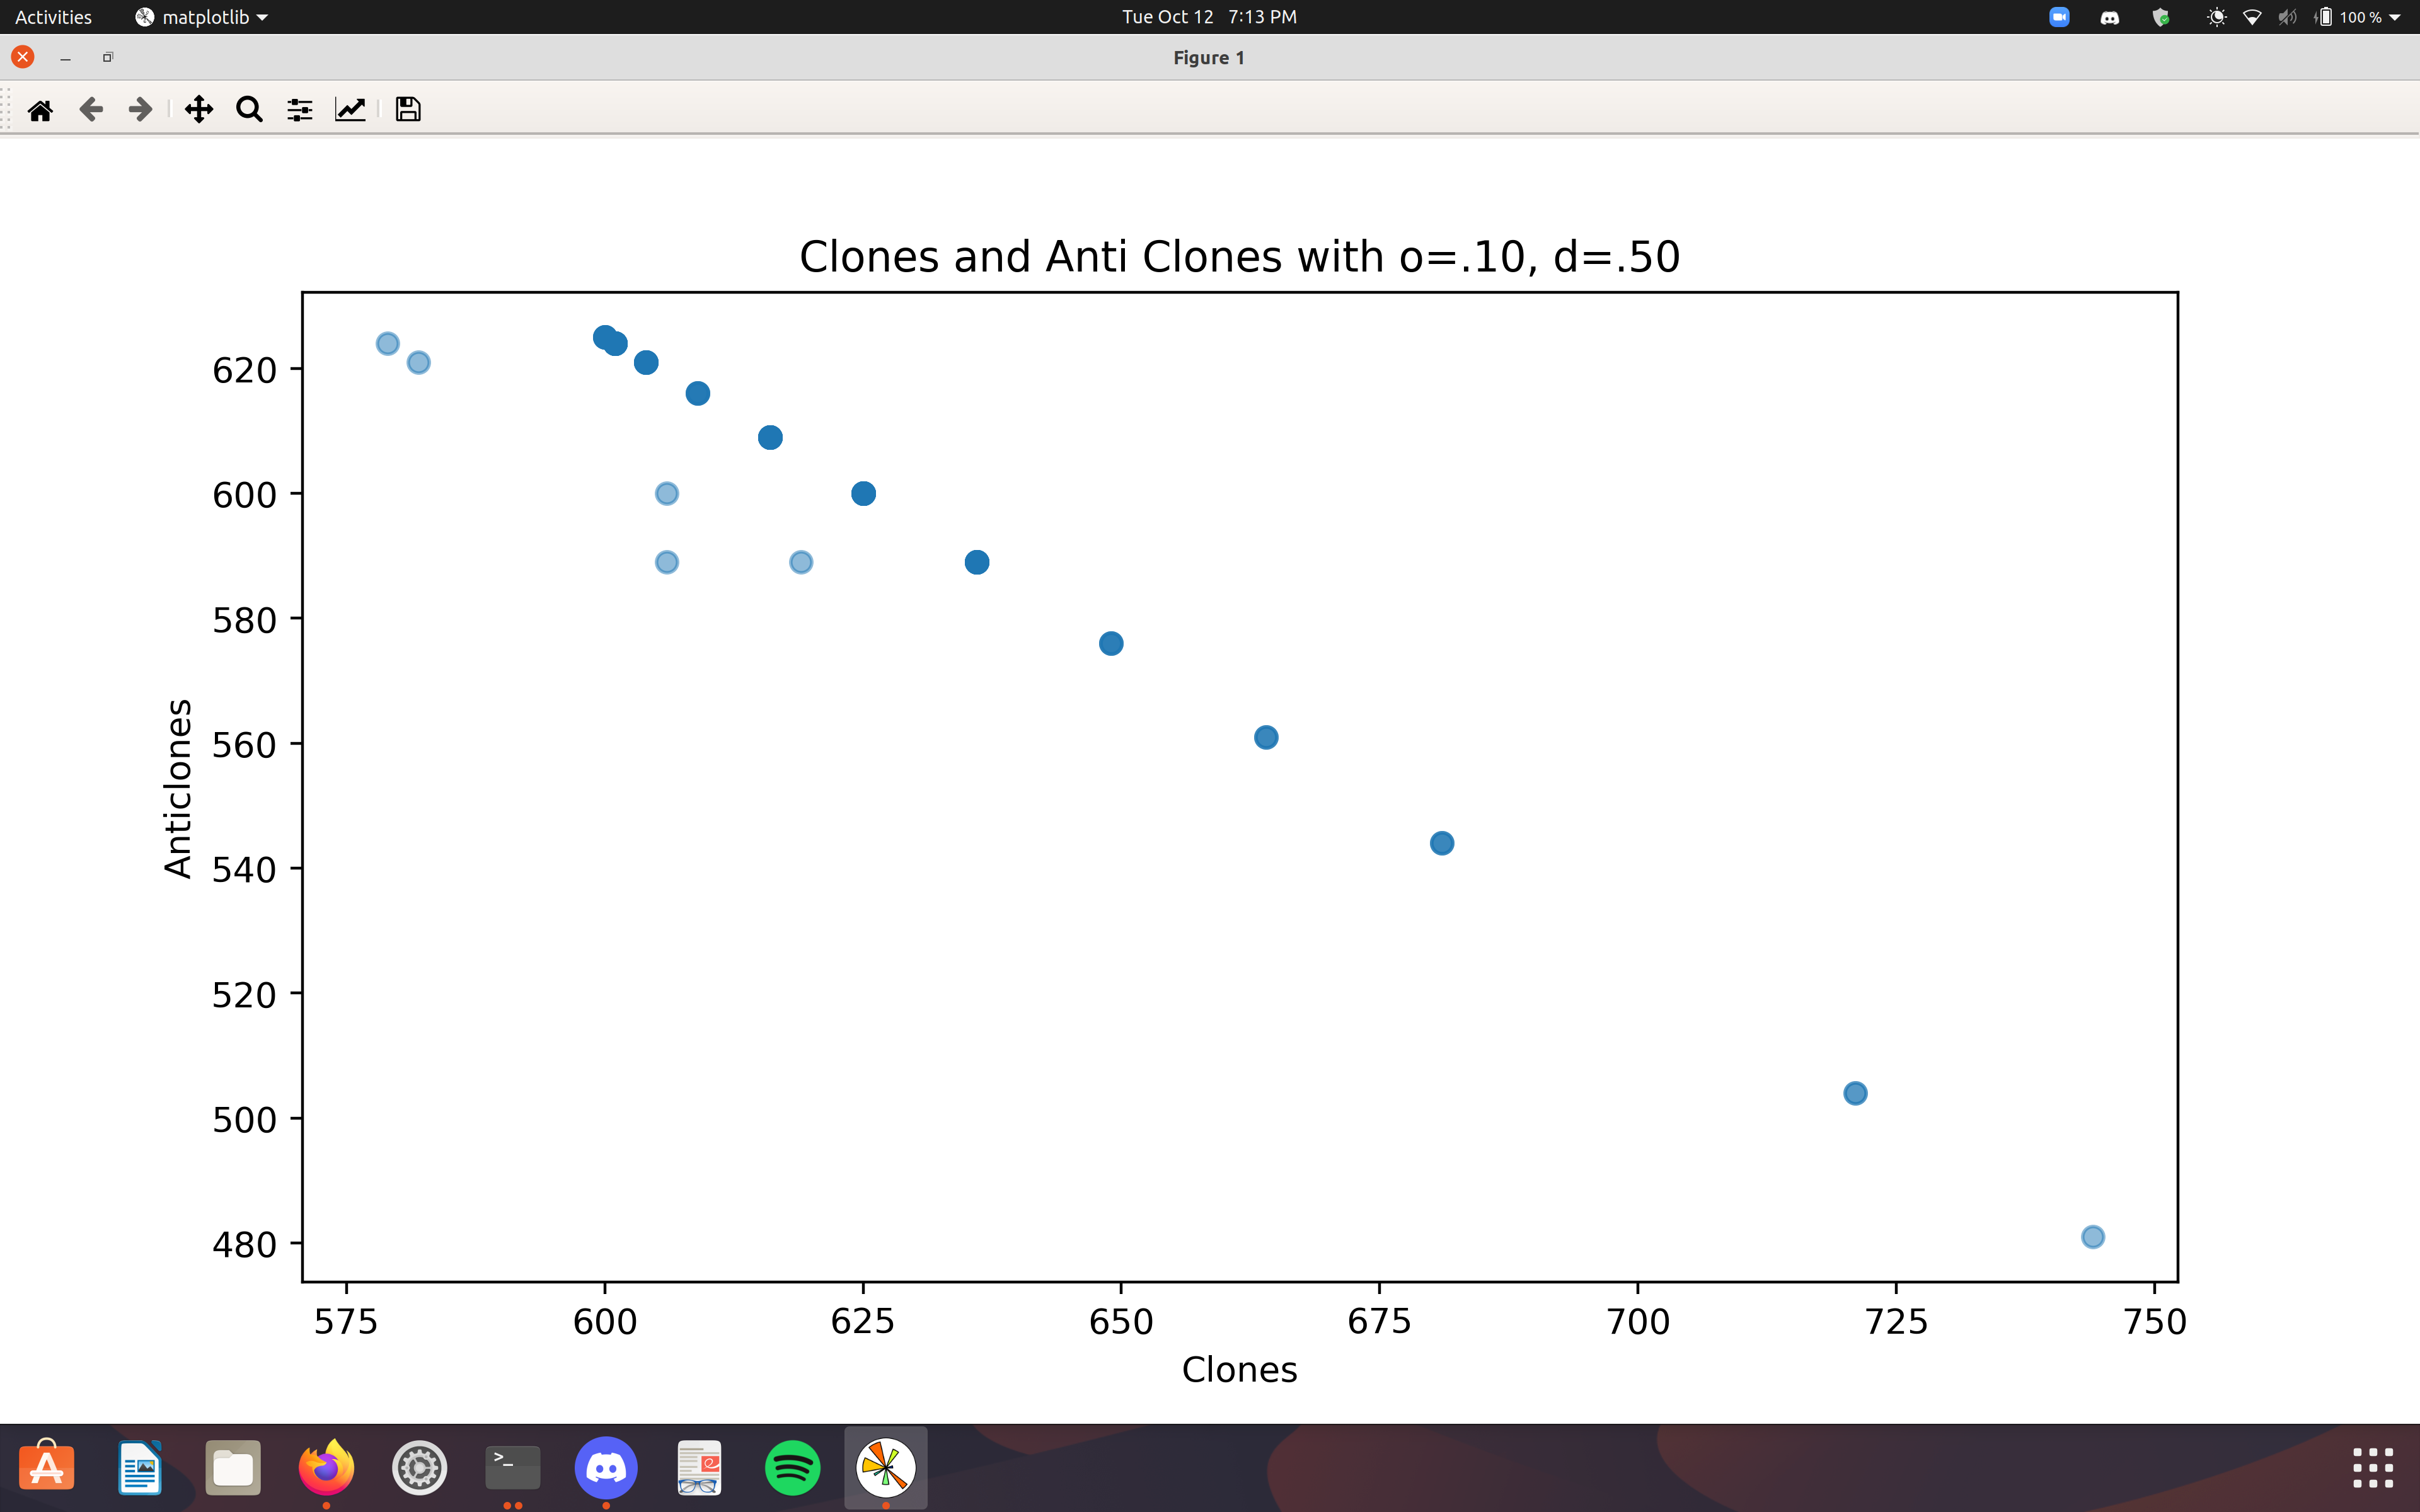 Activities matplotlib Tue Oct 12 7:13 PM 100 %
Figure 1
Clones and Anti Clones with o=.10, d=.50
620
600
580
560
540
520
500
480
Anticlones
575 600 625 650 675 700 725 750
Clones